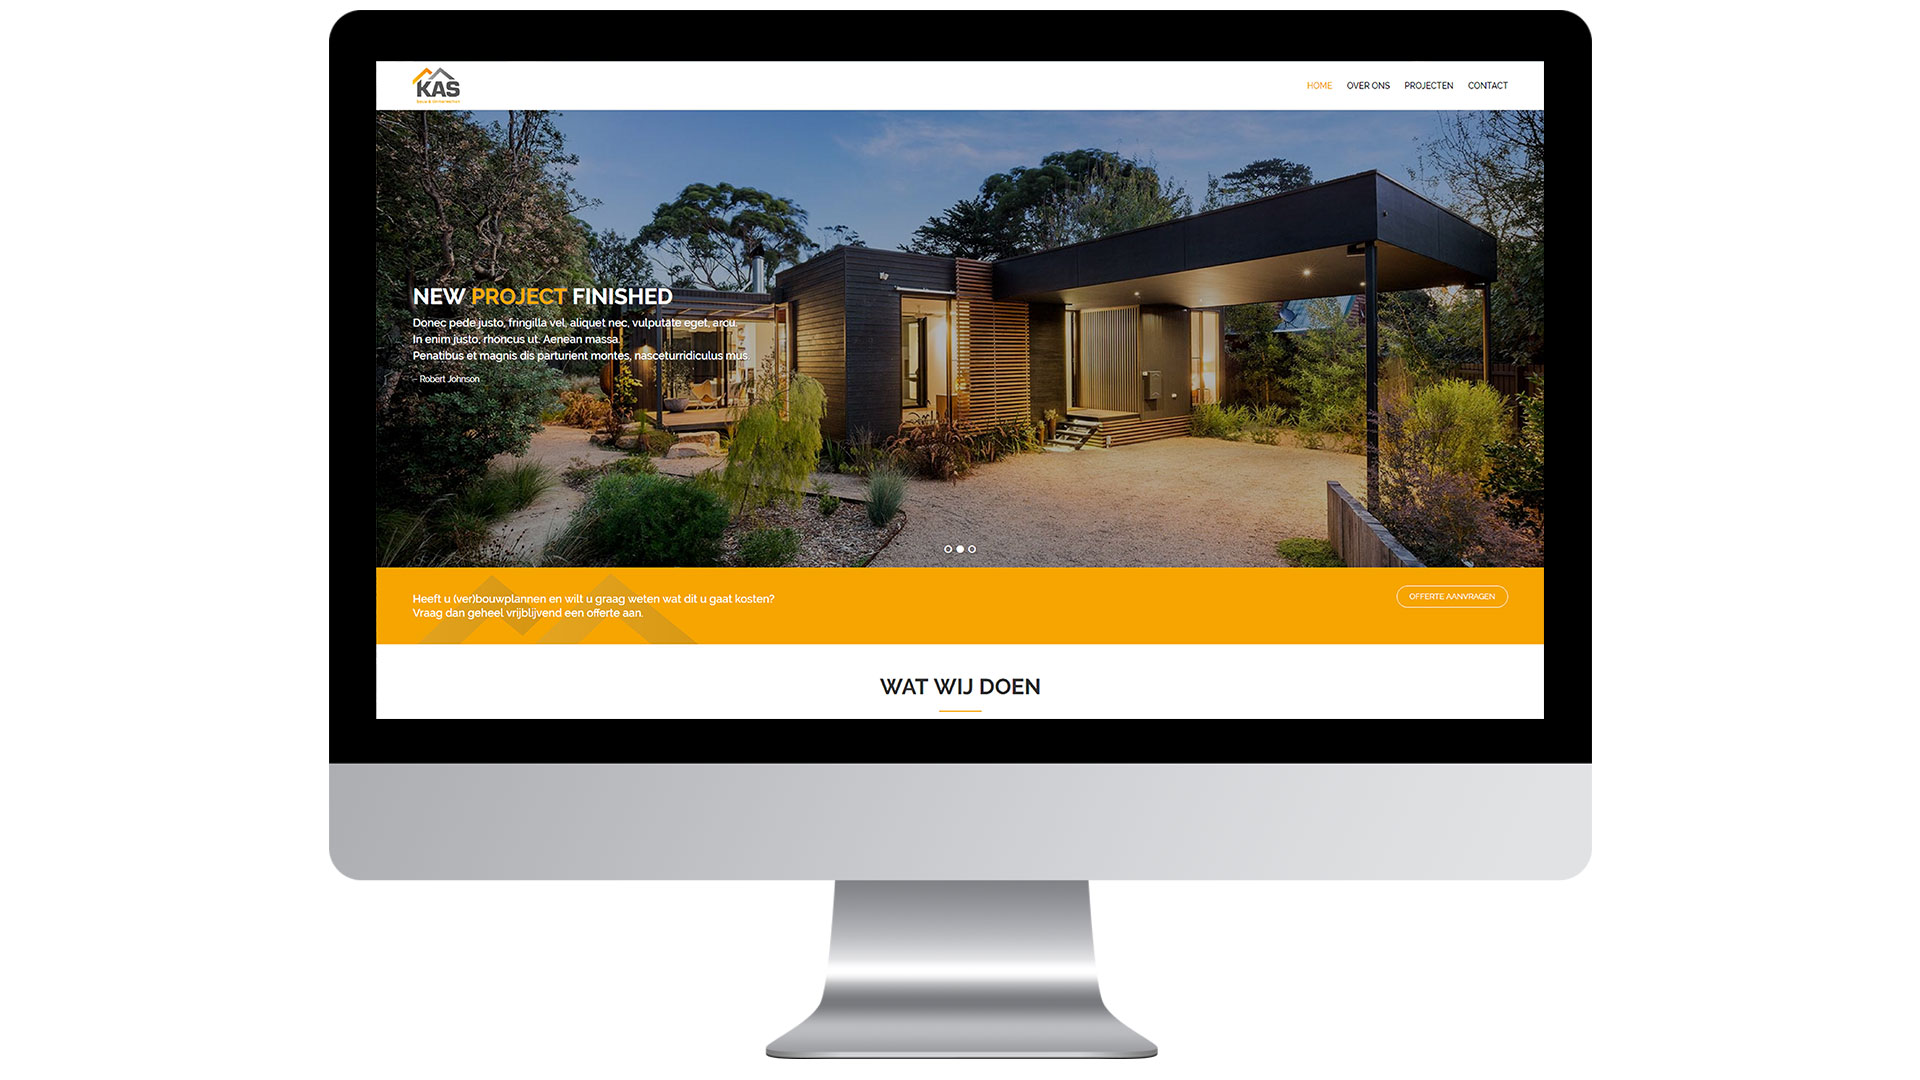 KAS
HOME OVER ONS PROJECTEN CONTACT
NEW PROJECT FINISHED
Donec pede justo, fringilla vel, aliquet nec, vulputate eget, arcu.
In enim justo, rhoncus ut. Aenean massa.
Penatibus et magnis dis parturient montes, nasceturridiculus mus.
- Robert Johnson
Heeft u (ver)bouwplannen en wilt u graag weten wat dit u gaat kosten?
Vraag dan geheel vrijblijvend een offerte aan.
OFFERTE AANVRAGEN
WAT WIJ DOEN